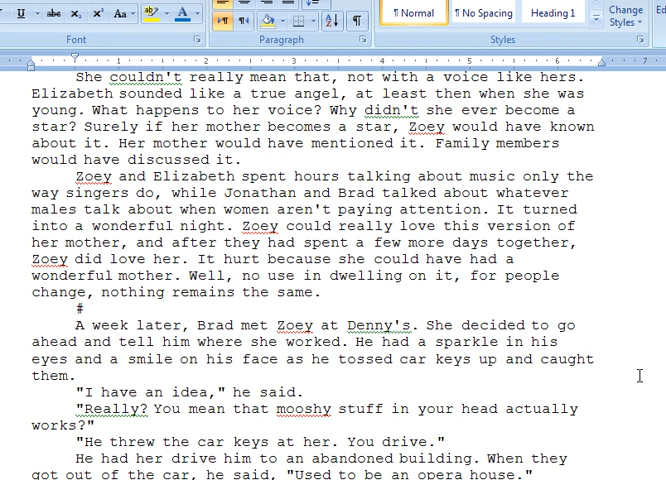 U abc X₂ X² Aa ab A
Font
Paragraph
¶ Normal ¶ No Spacing Heading 1
Styles
Change Styles
1 2 3 4 5 6 7
She couldn't really mean that, not with a voice like hers.
Elizabeth sounded like a true angel, at least then when she was
young. What happens to her voice? Why didn't she ever become a
star? Surely if her mother becomes a star, Zoey would have known
about it. Her mother would have mentioned it. Family members
would have discussed it.
Zoey and Elizabeth spent hours talking about music only the
way singers do, while Jonathan and Brad talked about whatever
males talk about when women aren't paying attention. It turned
into a wonderful night. Zoey could really love this version of
her mother, and after they had spent a few more days together,
Zoey did love her. It hurt because she could have had a
wonderful mother. Well, no use in dwelling on it, for people
change, nothing remains the same.
#
A week later, Brad met Zoey at Denny's. She decided to go
ahead and tell him where she worked. He had a sparkle in his
eyes and a smile on his face as he tossed car keys up and caught
them.
"I have an idea," he said.
"Really? You mean that mooshy stuff in your head actually
works?"
"He threw the car keys at her. You drive."
He had her drive him to an abandoned building. When they
got out of the car, he said, "Used to be an opera house."